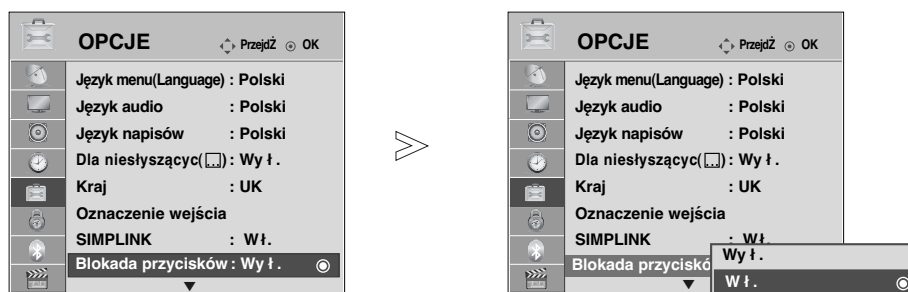 OPCJE PrzejdŹ OK
Język menu(Language) : Polski
Język audio : Polski
Język napisów : Polski
Dla niesłyszącyc( ) : Wył.
Kraj : UK
Oznaczenie wejścia
SIMPLINK : Wł.
Blokada przycisków : Wył.
OPCJE PrzejdŹ OK
Język menu(Language) : Polski
Język audio : Polski
Język napisów : Polski
Dla niesłyszącyc( ) : Wył.
Kraj : UK
Oznaczenie wejścia
SIMPLINK : Wł.
Blokada przyciskó
Wył.
Wł.